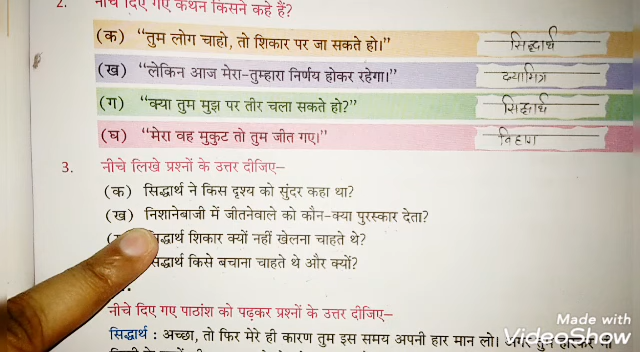 2. नीचे दिए गए कथन किसने कहे हैं?
(क) “तुम लोग चाहो, तो शिकार पर जा सकते हो।” सिद्धार्थ
(ख) “लेकिन आज मेरा-तुम्हारा निर्णय होकर रहेगा।”
(ग) “क्या तुम मुझ पर तीर चला सकते हो?” सिद्धार्थ
(घ) “मेरा वह मुकुट तो तुम जीत गए।”
3. नीचे लिखे प्रश्नों के उत्तर दीजिए–
(क) सिद्धार्थ ने किस दृश्य को सुंदर कहा था?
(ख) निशानेबाजी में जीतनेवाले को कौन-क्या पुरस्कार देता?
सिद्धार्थ शिकार क्यों नहीं खेलना चाहते थे?
सिद्धार्थ किसे बचाना चाहते थे और क्यों?
नीचे दिए गए पाठांश को पढ़कर प्रश्नों के उत्तर दीजिए–
सिद्धार्थ : अच्छा, तो फिर मेरे ही कारण तुम इस समय अपनी हार मान लो।
Made with
VideoShow